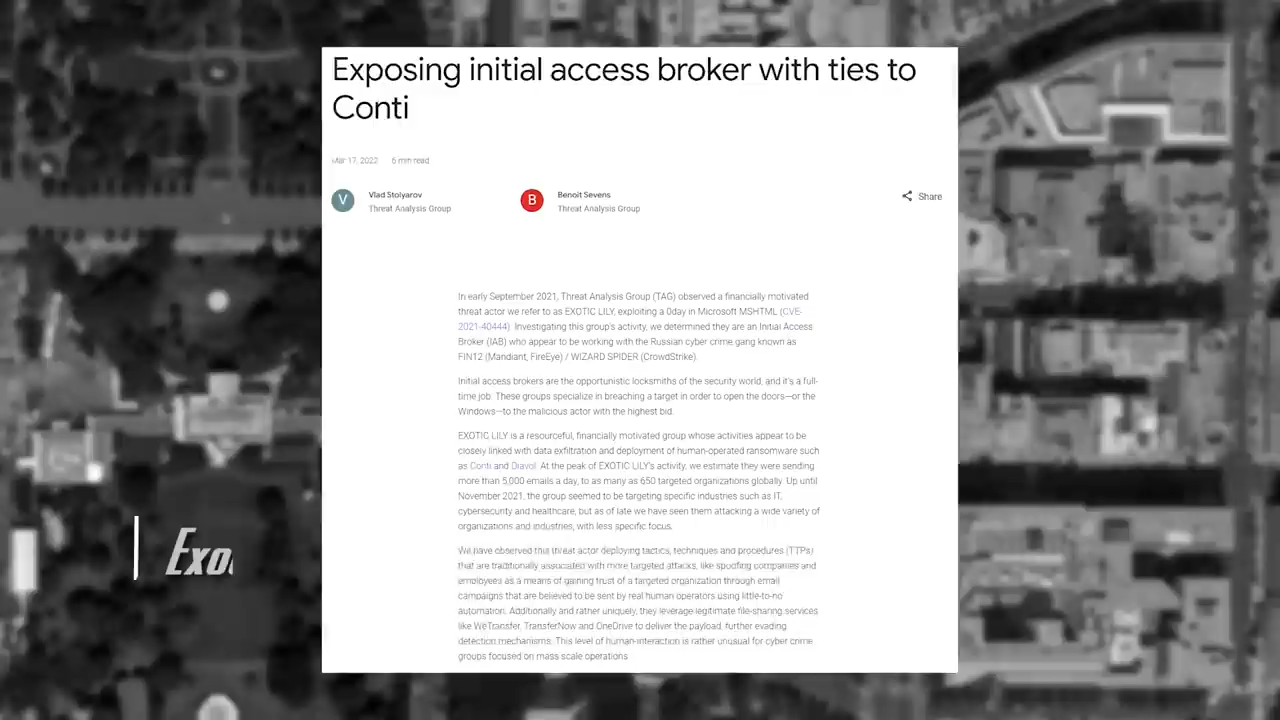 Exposing initial access broker with ties to
Conti
Mar 17, 2022 6 min read
V Vlad Stolyarov B Benoit Sevens Share
Threat Analysis Group Threat Analysis Group
In early September 2021, Threat Analysis Group (TAG) observed a financially motivated
threat actor we refer to as EXOTIC LILY, exploiting a 0day in Microsoft MSHTML (CVE-
2021-40444). Investigating this group's activity, we determined they are an Initial Access
Broker (IAB) who appear to be working with the Russian cyber crime gang known as
FIN12 (Mandiant, FireEye) / WIZARD SPIDER (CrowdStrike).
Initial access brokers are the opportunistic locksmiths of the security world, and it's a full-
time job. These groups specialize in breaching a target in order to open the doors—or the
Windows—to the malicious actor with the highest bid.
EXOTIC LILY is a resourceful, financially motivated group whose activities appear to be
closely linked with data exfiltration and deployment of human-operated ransomware such
as Conti and Diavol. At the peak of EXOTIC LILY's activity, we estimate they were sending
more than 5,000 emails a day, to as many as 650 targeted organizations globally. Up until
November 2021, the group seemed to be targeting specific industries such as IT,
cybersecurity and healthcare, but as of late we have seen them attacking a wide variety of
organizations and industries, with less specific focus.
We have observed this threat actor deploying tactics, techniques and procedures (TTPs)
that are traditionally associated with more targeted attacks, like spoofing companies and
employees as a means of gaining trust of a targeted organization through email
campaigns that are believed to be sent by real human operators using little-to-no
automation. Additionally and rather uniquely, they leverage legitimate file-sharing services
like WeTransfer, TransferNow and OneDrive to deliver the payload, further evading
detection mechanisms. This level of human-interaction is rather unusual for cyber crime
groups focused on mass scale operations
Exo